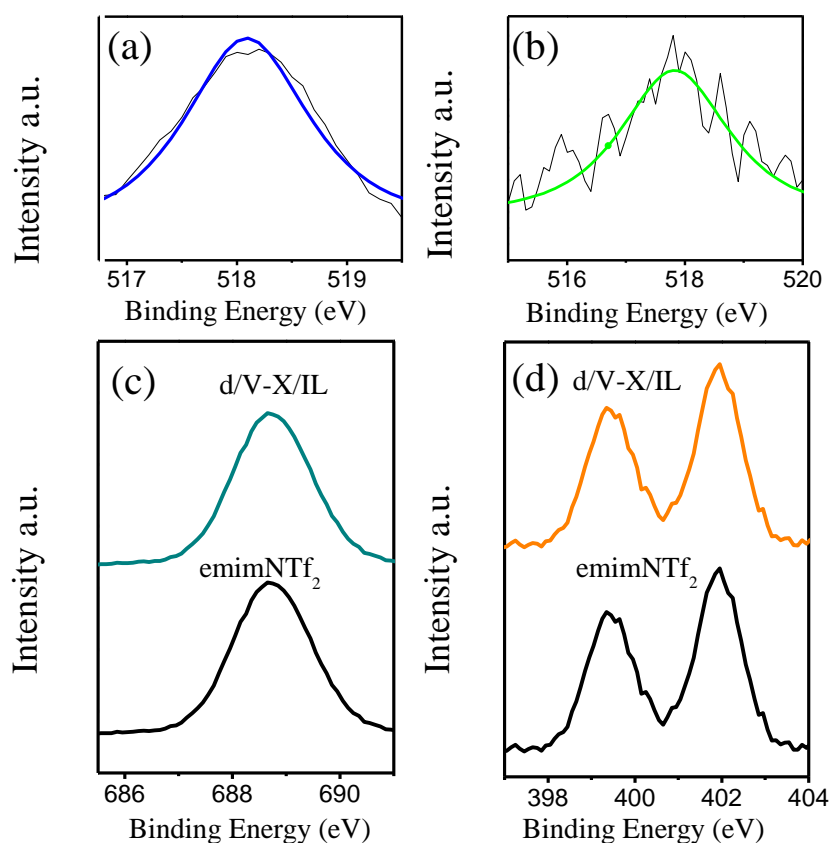 (a)
Intensity a.u.
517 518 519
Binding Energy (eV)
(b)
Intensity a.u.
516 518 520
Binding Energy (eV)
(c)
d/V-X/IL
emimNTf₂
Intensity a.u.
686 688 690
Binding Energy (eV)
(d)
d/V-X/IL
emimNTf₂
Intensity a.u.
398 400 402 404
Binding Energy (eV)